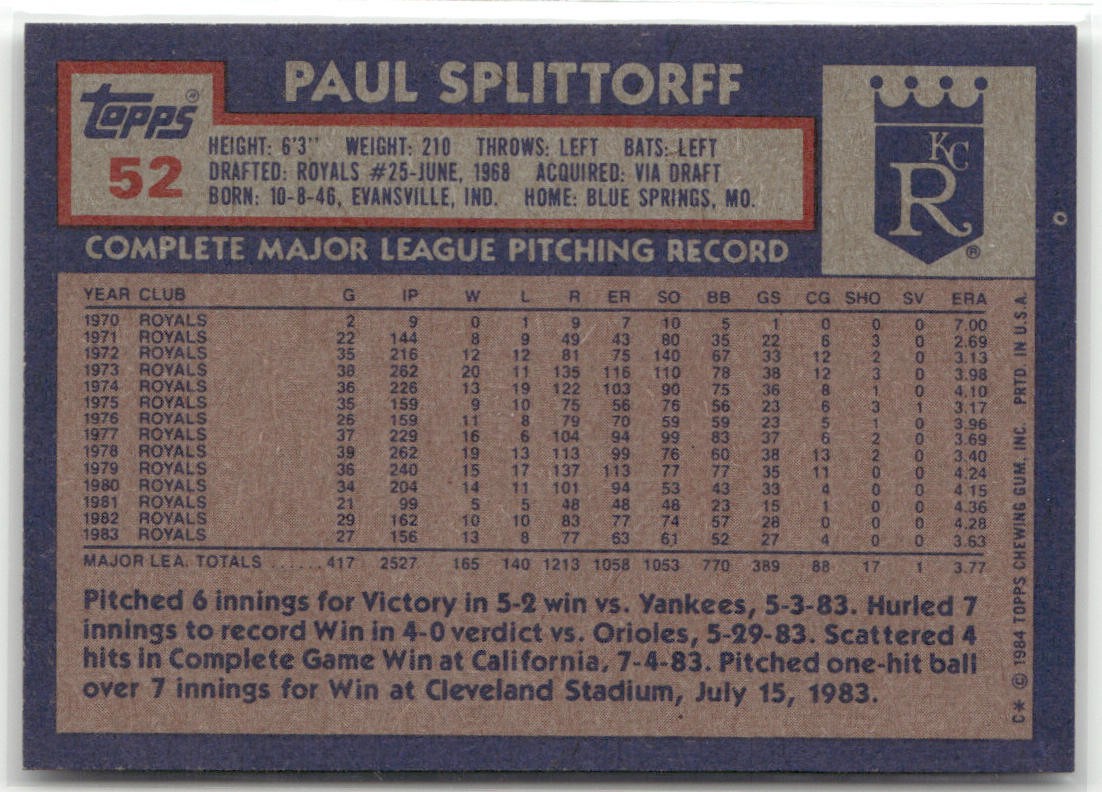 PAUL SPLITTORFF
TOPPS®
52
HEIGHT: 6'3'' WEIGHT: 210 THROWS: LEFT BATS: LEFT
DRAFTED: ROYALS #25-JUNE, 1968 ACQUIRED: VIA DRAFT
BORN: 10-8-46, EVANSVILLE, IND. HOME: BLUE SPRINGS, MO.
KC
R
®
COMPLETE MAJOR LEAGUE PITCHING RECORD
YEAR CLUB G IP W L R ER SO BB GS CG SHO SV ERA
1970 ROYALS 2 9 0 1 9 7 10 5 1 0 0 0 7.00
1971 ROYALS 22 144 8 9 49 43 80 35 22 6 3 0 2.69
1972 ROYALS 35 216 12 12 81 75 140 67 33 12 2 0 3.13
1973 ROYALS 38 262 20 11 135 116 110 78 38 12 3 0 3.98
1974 ROYALS 36 226 13 19 122 103 90 75 36 8 1 0 4.10
1975 ROYALS 35 159 9 10 75 56 76 56 23 6 3 1 3.17
1976 ROYALS 26 159 11 8 79 70 59 59 23 5 1 0 3.96
1977 ROYALS 37 229 16 6 104 94 99 83 37 6 2 0 3.69
1978 ROYALS 39 262 19 13 113 99 76 60 38 13 2 0 3.40
1979 ROYALS 36 240 15 17 137 113 77 77 35 11 0 0 4.24
1980 ROYALS 34 204 14 11 101 94 53 43 33 4 0 0 4.15
1981 ROYALS 21 99 5 5 48 48 48 23 15 1 0 0 4.36
1982 ROYALS 29 162 10 10 83 77 74 57 28 0 0 0 4.28
1983 ROYALS 27 156 13 8 77 63 61 52 27 4 0 0 3.63
MAJOR LEA. TOTALS ...... 417 2527 165 140 1213 1058 1053 770 389 88 17 1 3.77
Pitched 6 innings for Victory in 5-2 win vs. Yankees, 5-3-83. Hurled 7
innings to record Win in 4-0 verdict vs. Orioles, 5-29-83. Scattered 4
hits in Complete Game Win at California, 7-4-83. Pitched one-hit ball
over 7 innings for Win at Cleveland Stadium, July 15, 1983.
C* © 1984 TOPPS CHEWING GUM, INC. PRTD. IN U.S.A.